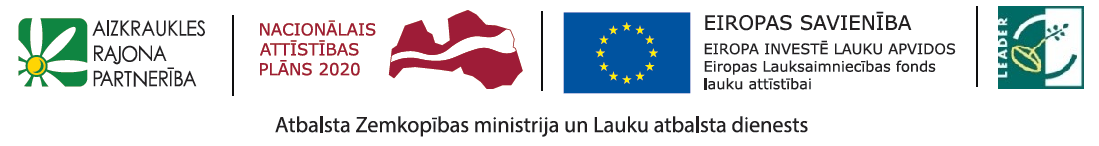 AIZKRAUKLES
RAJONA
PARTNERĪBA
NACIONĀLAIS
ATTĪSTĪBAS
PLĀNS 2020
EIROPAS SAVIENĪBA
EIROPA INVESTĒ LAUKU APVIDOS
Eiropas Lauksaimniecības fonds
lauku attīstībai
LEADER
Atbalsta Zemkopības ministrija un Lauku atbalsta dienests